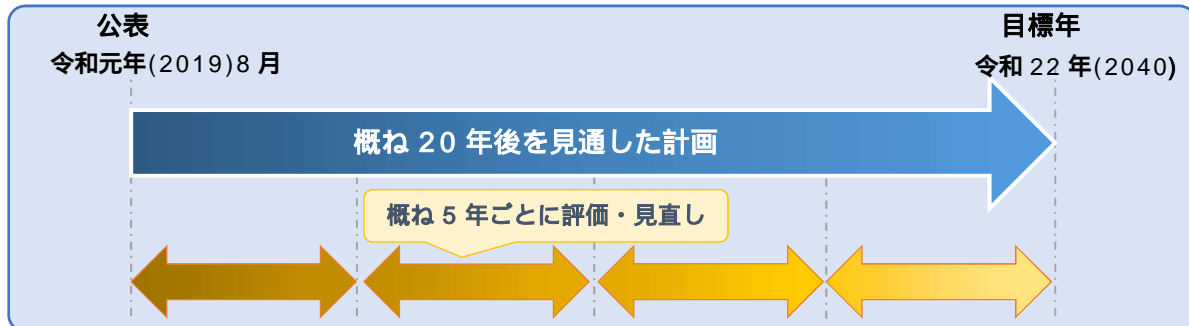 公表
令和元年(2019)8月
目標年
令和22年(2040)
概ね20年後を見通した計画
概ね5年ごとに評価・見直し